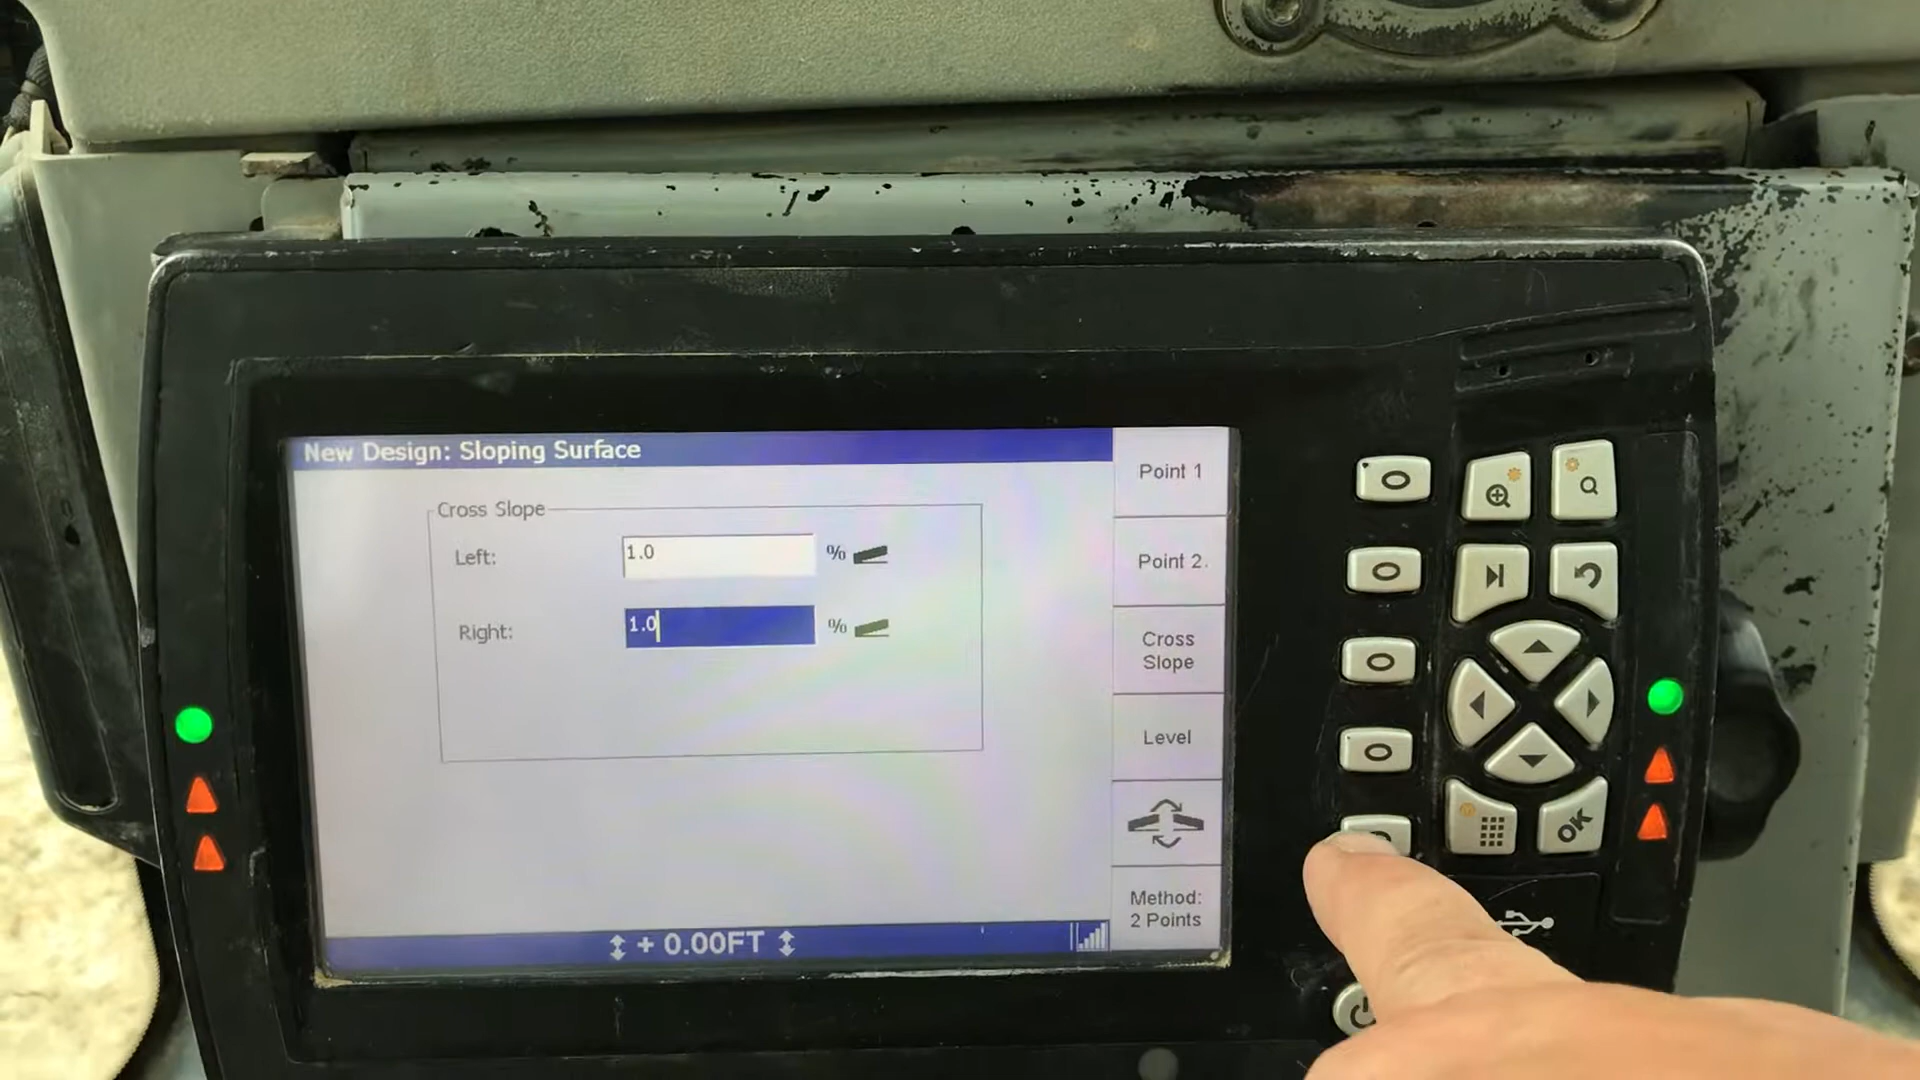 New Design: Sloping Surface
Cross Slope
Left:
1.0
%
Right:
1.0
%
+ 0.00FT
Point 1
Point 2.
Cross
Slope
Level
Method:
2 Points
OK